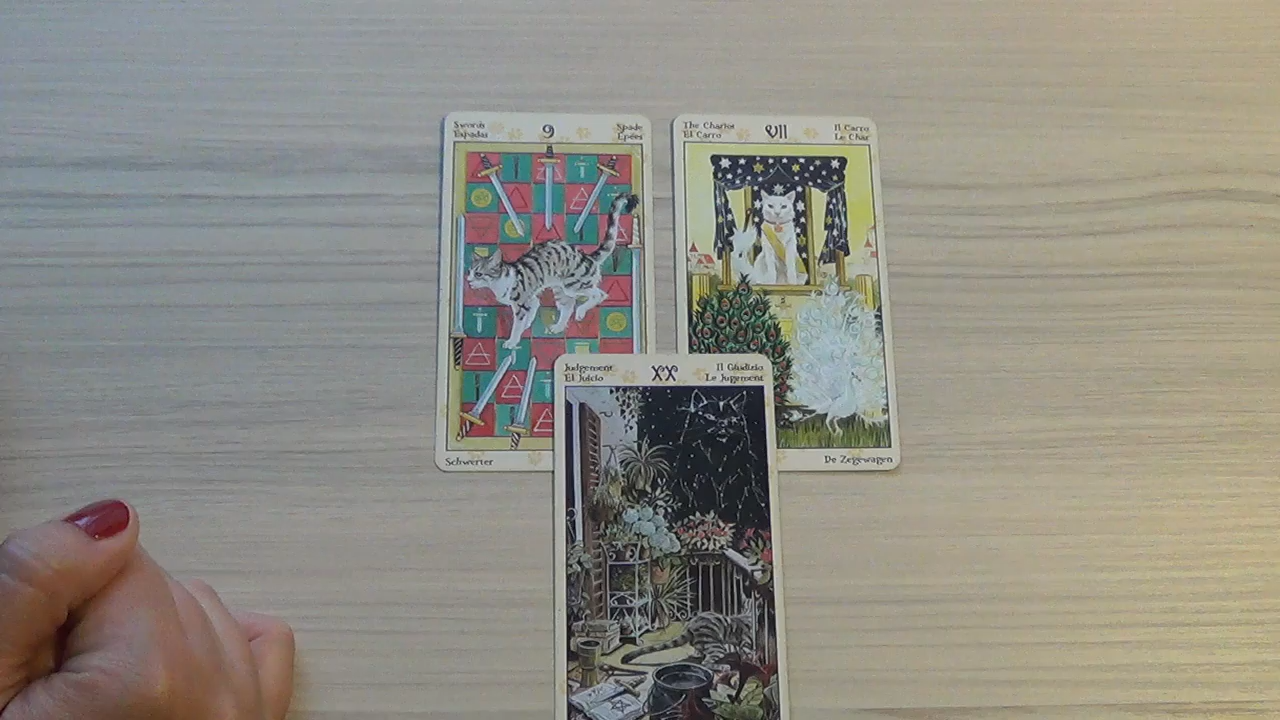 Swords
Espadas
9
Spade
Épées
Schwerter
The Chariot
El Carro
VII
Il Carro
Le Char
De Zegewagen
Judgement
El Juicio
XX
Il Giudizio
Le Jugement